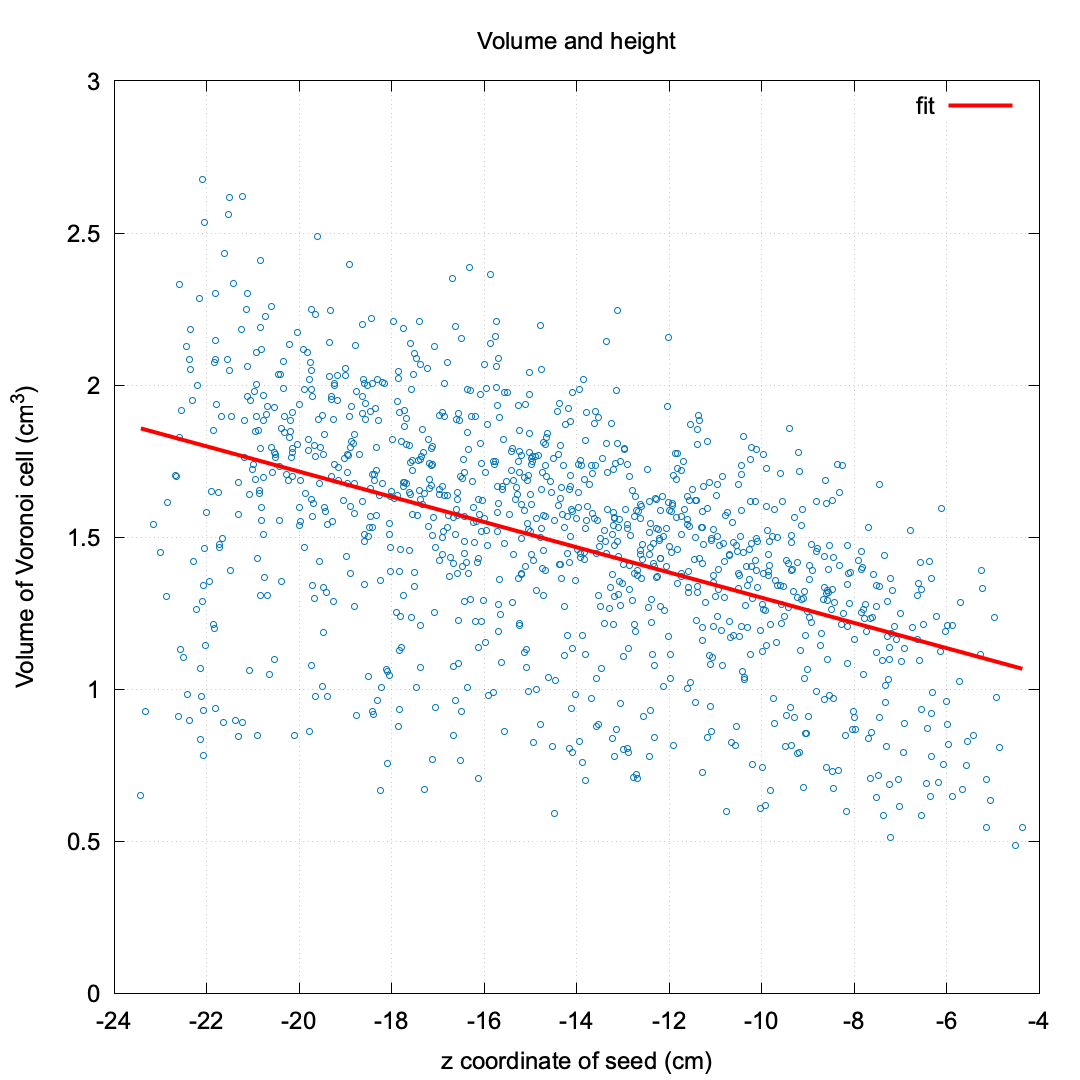 Volume and height
fit
3
2.5
2
1.5
1
0.5
0
Volume of Voronoi cell (cm³)
-24 -22 -20 -18 -16 -14 -12 -10 -8 -6 -4
z coordinate of seed (cm)